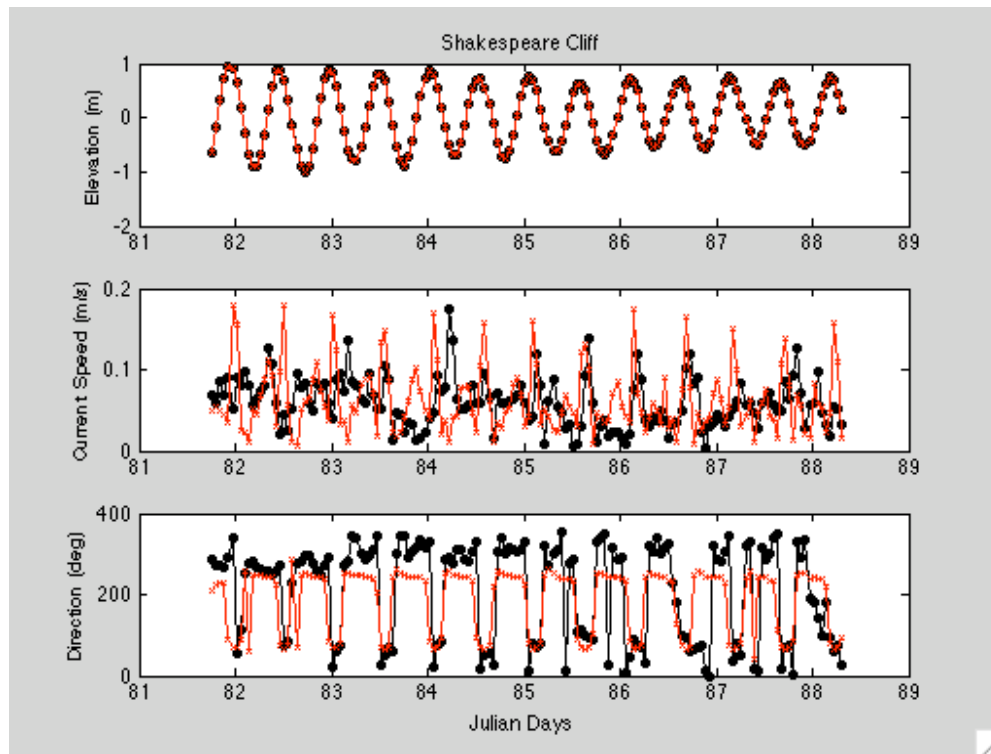 Shakespeare Cliff
Elevation (m)
1
0
-1
-2
81 82 83 84 85 86 87 88 89
Current Speed (m/s)
0.2
0.1
0
81 82 83 84 85 86 87 88 89
Direction (deg)
400
200
0
81 82 83 84 85 86 87 88 89
Julian Days